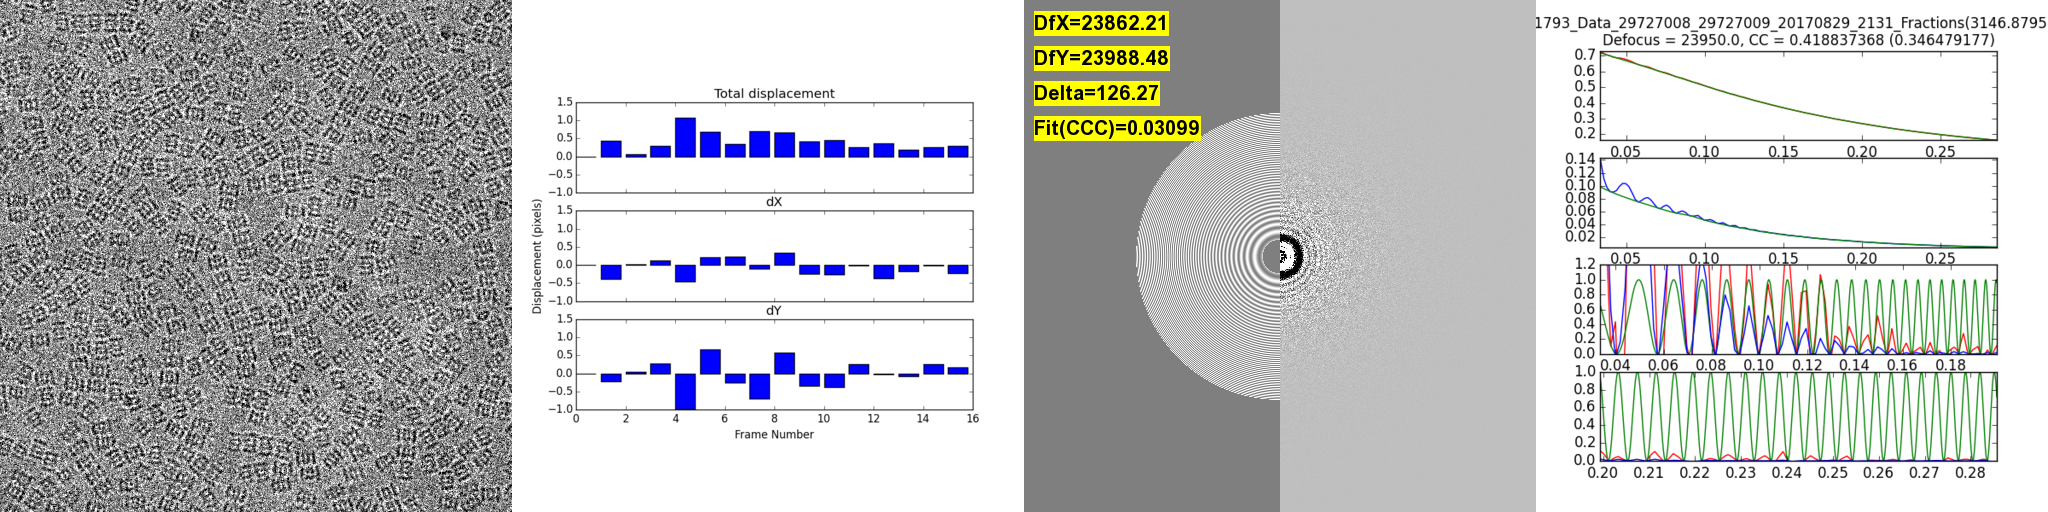 Total displacement
1.5
1.0
0.5
0.0
−0.5
−1.0
dX
1.5
1.0
0.5
0.0
−0.5
−1.0
dY
1.5
1.0
0.5
0.0
−0.5
−1.0
0 2 4 6 8 10 12 14 16
Displacement (pixels)
Frame Number
DfX=23862.21
DfY=23988.48
Delta=126.27
Fit(CCC)=0.03099
1793_Data_29727008_29727009_20170829_2131_Fractions(3146.8795
Defocus = 23950.0, CC = 0.418837368 (0.346479177)
0.7
0.6
0.5
0.4
0.3
0.2
0.05 0.10 0.15 0.20 0.25
0.14
0.12
0.10
0.08
0.06
0.04
0.02
0.05 0.10 0.15 0.20 0.25
1.2
1.0
0.8
0.6
0.4
0.2
0.0
0.04 0.06 0.08 0.10 0.12 0.14 0.16 0.18
1.0
0.8
0.6
0.4
0.2
0.0
0.20 0.21 0.22 0.23 0.24 0.25 0.26 0.27 0.28